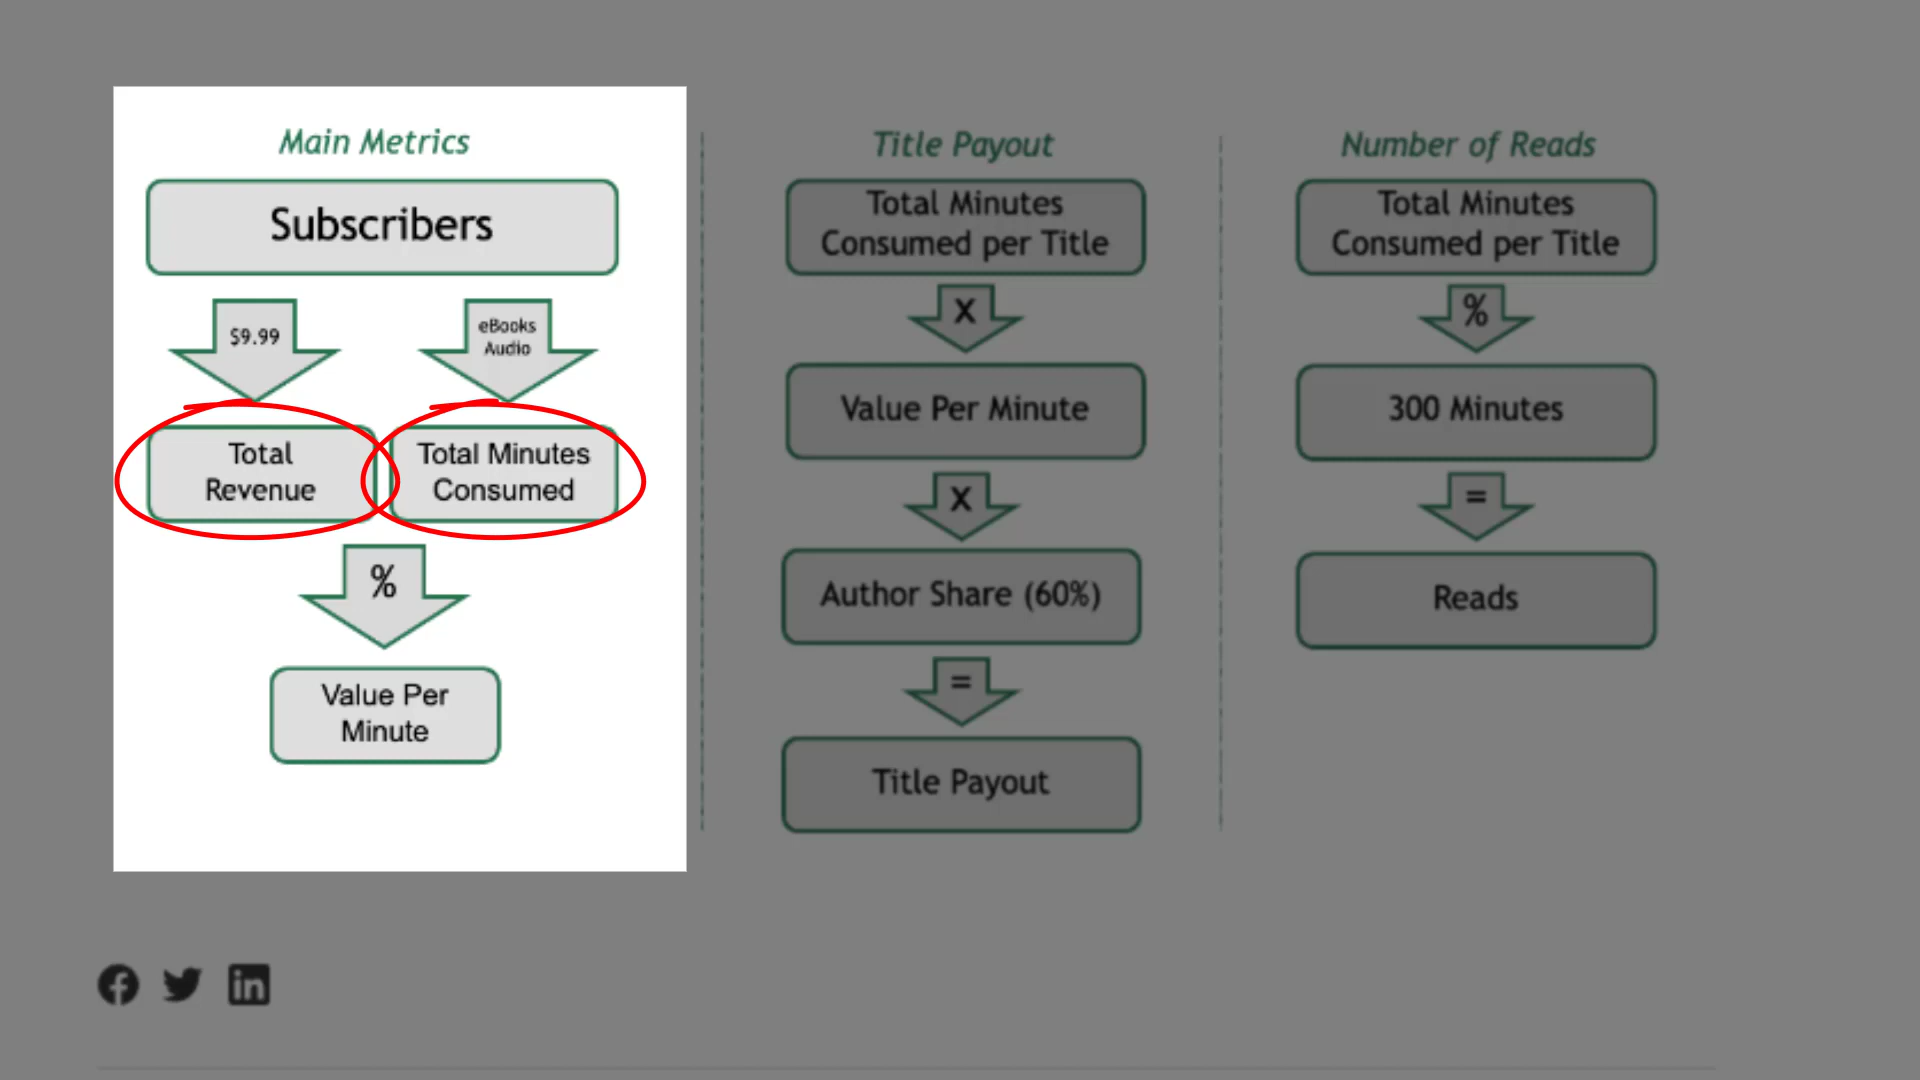 Main Metrics
Subscribers
$9.99
eBooks
Audio
Total
Revenue
Total Minutes
Consumed
%
Value Per
Minute
Title Payout
Total Minutes
Consumed per Title
X
Value Per Minute
X
Author Share (60%)
=
Title Payout
Number of Reads
Total Minutes
Consumed per Title
%
300 Minutes
=
Reads